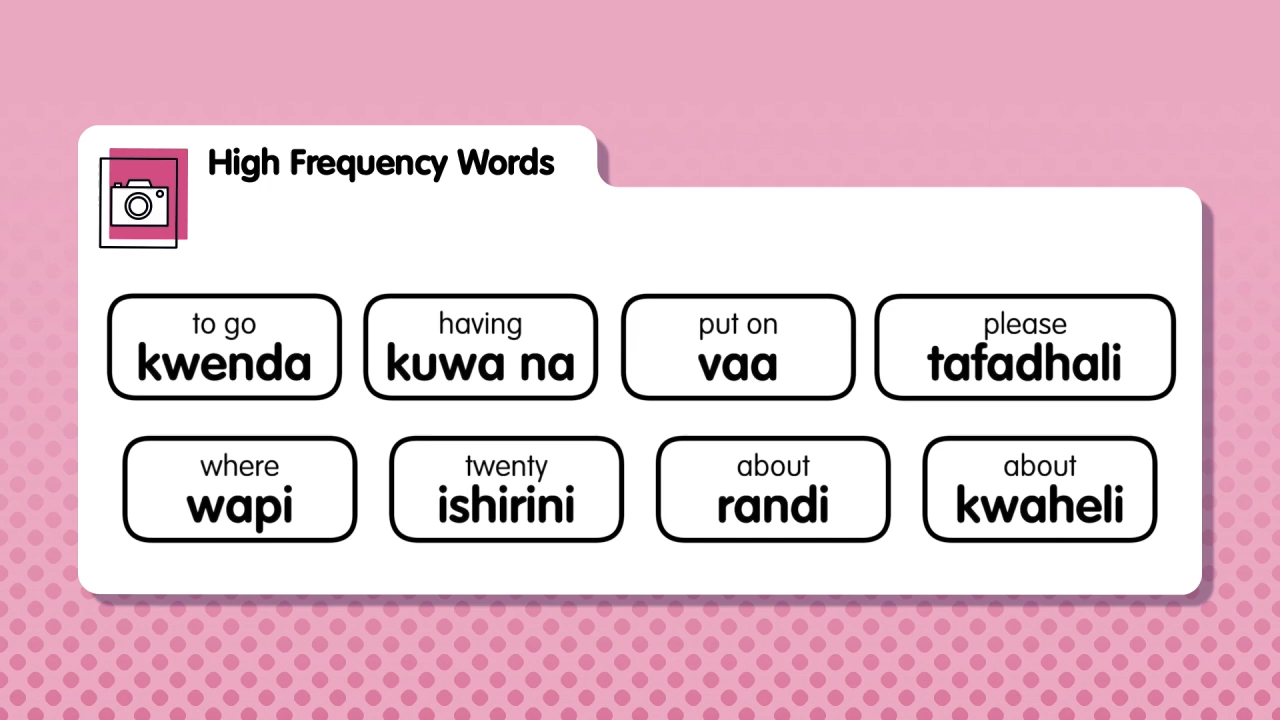 High Frequency Words
to go
kwenda
having
kuwa na
put on
vaa
please
tafadhali
where
wapi
twenty
ishirini
about
randi
about
kwaheli